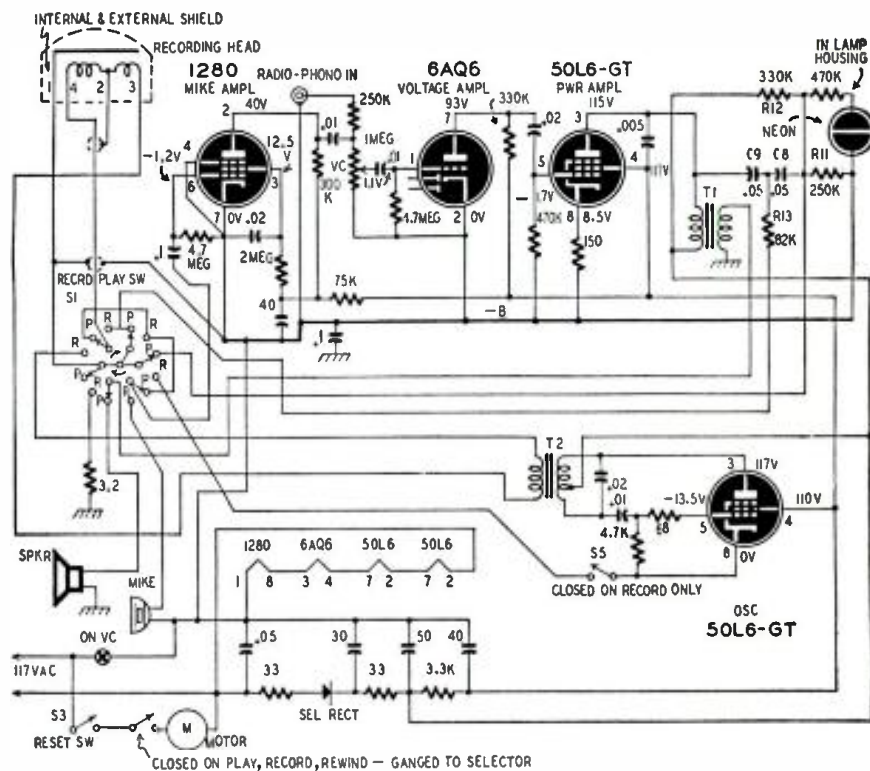 INTERNAL & EXTERNAL SHIELD
RECORDING HEAD
1 4 2 3
1280
MIKE AMPL
RADIO-PHONO IN
6AQ6
VOLTAGE AMPL
50L6-GT
PWR AMPL
IN LAMP
HOUSING
2 40V
250K
.01
1MEG
VC
300
K
.01
1.1V
4.7MEG
93V
7
330K
.02
115V
3
.005
330K
R12
470K
NEON
-1.2V
4
6
12.5
V
3
7 0V .02
4.7
MEG
2MEG
.1
1
2 0V
5
1.7V
470K
8 8.5V
150
4
117V
C9 C8
.05 .05
R11
250K
T1
R13
82K
RECRD PLAY SW
S1
40
75K
-B
.1
R P R P R R P R P P P
3.2
T2
.02
.01
-13.5V
68
4.7K
3 117V
110V
5
4
8 0V
S5
CLOSED ON RECORD ONLY
OSC
50L6-GT
1280 6AQ6 50L6 50L6
1 8 3 4 7 2 7 2
SPKR
MIKE
ON VC
117VAC
.05
30
50
40
33
SEL RECT
33
3.3K
S3
RESET SW
M
MOTOR
CLOSED ON PLAY, RECORD, REWIND — GANGED TO SELECTOR